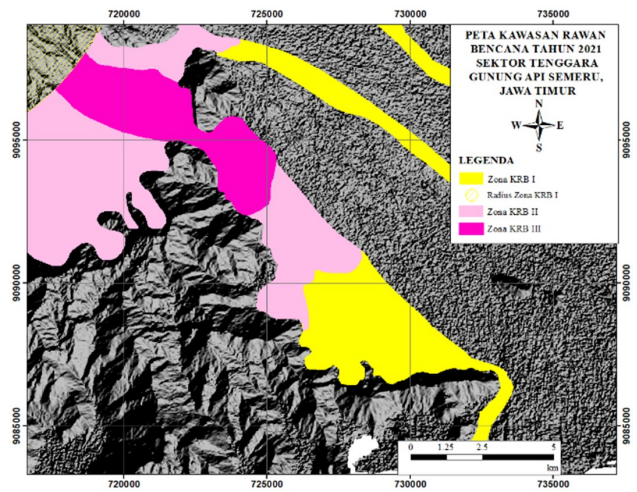 720000 725000 730000 735000
PETA KAWASAN RAWAN
BENCANA TAHUN 2021
SEKTOR TENGGARA
GUNUNG API SEMERU,
JAWA TIMUR
N
W E
S
LEGENDA
Zona KRB I
Radius Zona KRB I
Zona KRB II
Zona KRB III
9095000 9095000
9090000 9090000
9085000 9085000
0 1.25 2.5 5
km
720000 725000 730000 735000